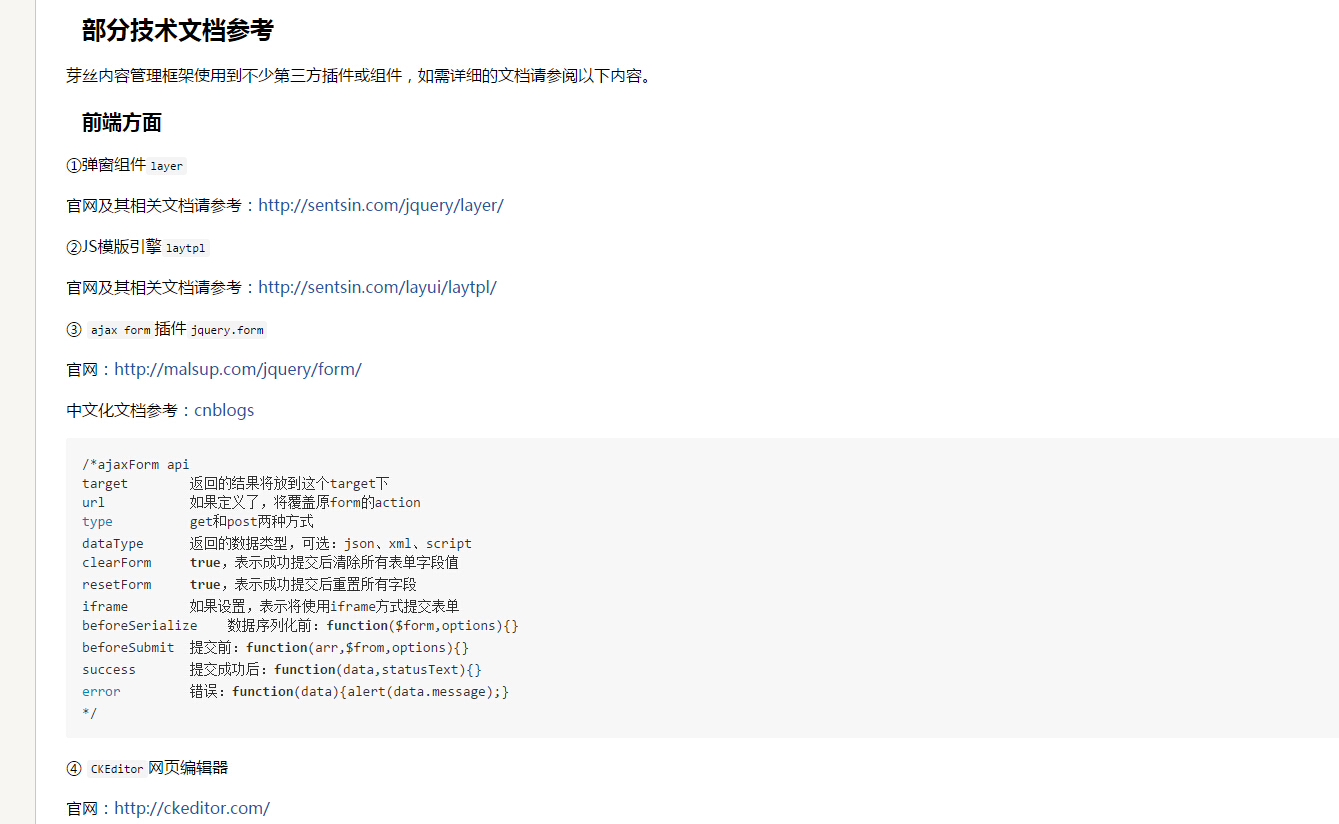 部分技术文档参考
芽丝内容管理框架使用到不少第三方插件或组件，如需详细的文档请参阅以下内容。
前端方面
①弹窗组件 layer
官网及其相关文档请参考：http://sentsin.com/jquery/layer/
②JS模版引擎 laytpl
官网及其相关文档请参考：http://sentsin.com/layui/laytpl/
③ ajax form 插件 jquery.form
官网：http://malsup.com/jquery/form/
中文化文档参考：cnblogs
/*ajaxForm api
target 返回的结果将放到这个target下
url 如果定义了，将覆盖原form的action
type get和post两种方式
dataType 返回的数据类型，可选：json、xml、script
clearForm true，表示成功提交后清除所有表单字段值
resetForm true，表示成功提交后重置所有字段
iframe 如果设置，表示将使用iframe方式提交表单
beforeSerialize 数据序列化前：function($form,options){}
beforeSubmit 提交前：function(arr,$from,options){}
success 提交成功后：function(data,statusText){}
error 错误：function(data){alert(data.message);}
*/
④ CKEditor 网页编辑器
官网：http://ckeditor.com/